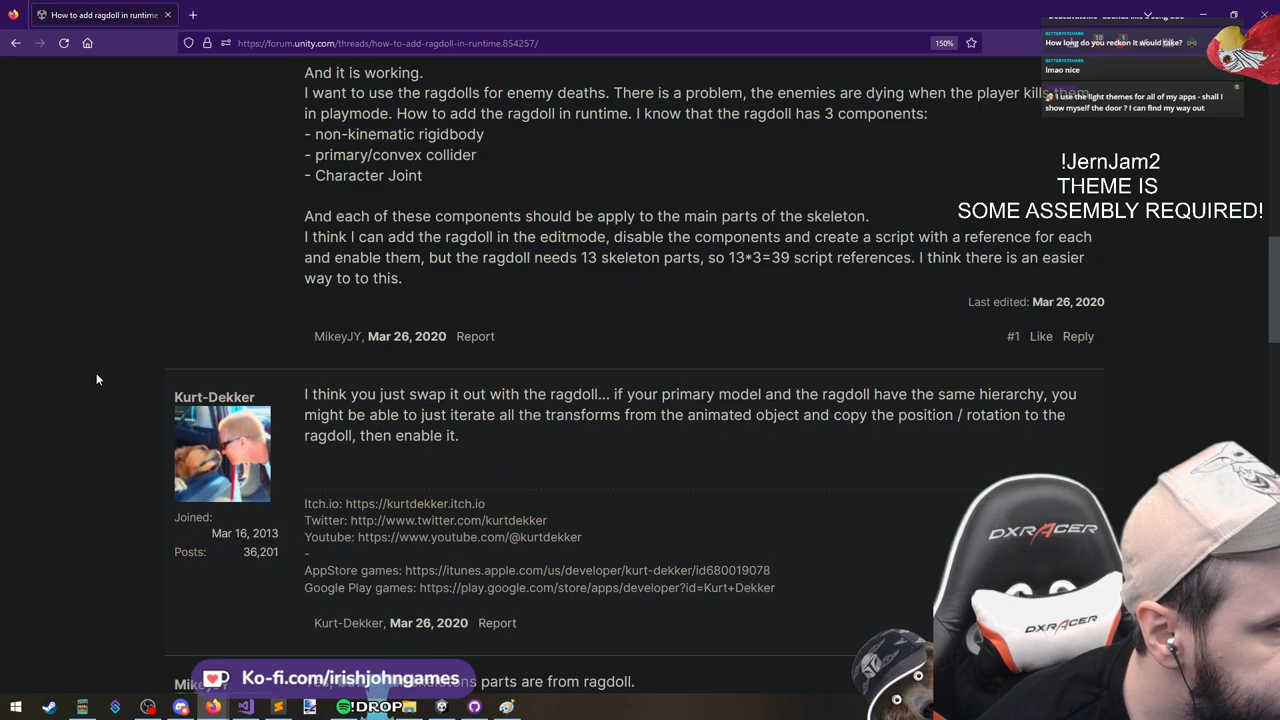 How to add ragdoll in runtime
https://forum.unity.com/threads/how-to-add-ragdoll-in-runtime.854257/
150%
And it is working.
I want to use the ragdolls for enemy deaths. There is a problem, the enemies are dying when the player kills them
in playmode. How to add the ragdoll in runtime. I know that the ragdoll has 3 components:
- non-kinematic rigidbody
- primary/convex collider
- Character Joint
And each of these components should be apply to the main parts of the skeleton.
I think I can add the ragdoll in the editmode, disable the components and create a script with a reference for each
and enable them, but the ragdoll needs 13 skeleton parts, so 13*3=39 script references. I think there is an easier
way to to this.
Last edited: Mar 26, 2020
MikeyJY, Mar 26, 2020 Report
#1 Like Reply
How long do you reckon it would take?
lmao nice
I use the light themes for all of my apps - shall I
show myself the door ? I can find my way out
!JernJam2
THEME IS
SOME ASSEMBLY REQUIRED!
Kurt-Dekker
Joined:
Mar 16, 2013
Posts: 36,201
I think you just swap it out with the ragdoll... if your primary model and the ragdoll have the same hierarchy, you
might be able to just iterate all the transforms from the animated object and copy the position / rotation to the
ragdoll, then enable it.
Itch.io: https://kurtdekker.itch.io
Twitter: http://www.twitter.com/kurtdekker
Youtube: https://www.youtube.com/@kurtdekker
-
AppStore games: https://itunes.apple.com/us/developer/kurt-dekker/id680019078
Google Play games: https://play.google.com/store/apps/developer?id=Kurt+Dekker
Kurt-Dekker, Mar 26, 2020 Report
parts are from ragdoll.
Ko-fi.com/irishjohngames
!DROP
DXRACER
DXRACER